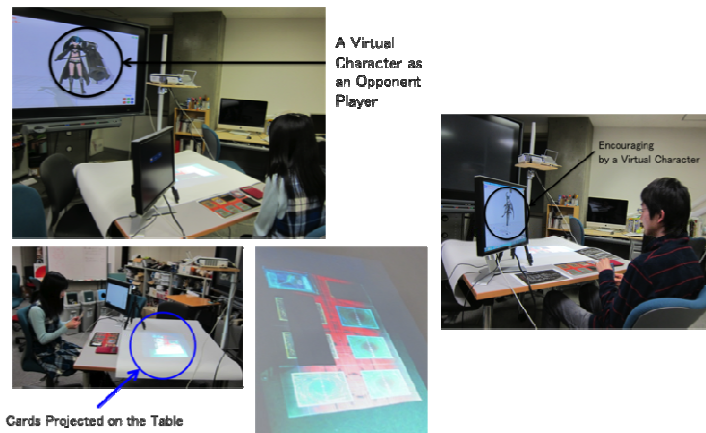 A Virtual
Character as
an Opponent
Player
Encouraging
by a Virtual Character
Cards Projected on the Table